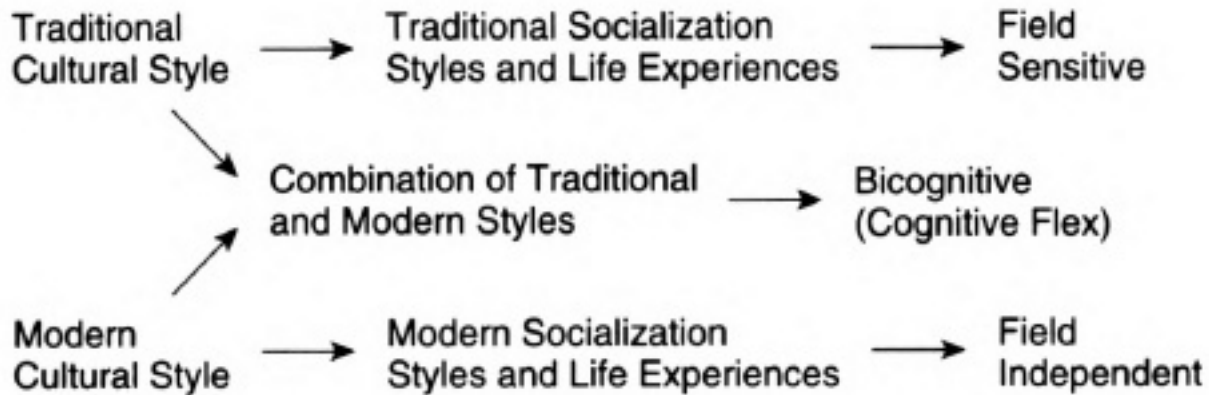 Traditional
Cultural Style
Traditional Socialization
Styles and Life Experiences
Field
Sensitive
Combination of Traditional
and Modern Styles
Bicognitive
(Cognitive Flex)
Modern
Cultural Style
Modern Socialization
Styles and Life Experiences
Field
Independent